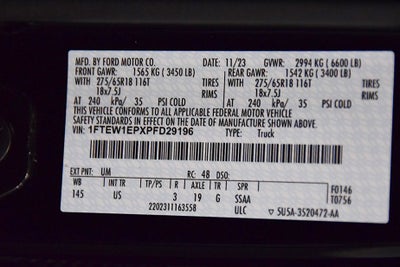 MFD. BY FORD MOTOR CO. 11/23 GVWR: 2994 KG ( 6600 LB)
FRONT GAWR: 1565 KG ( 3450 LB) REAR GAWR: 1542 KG ( 3400 LB)
WITH 275/65R18 116T TIRES WITH 275/65R18 116T TIRES
18x7.5J RIMS 18x7.5J RIMS
AT 240 kPa/ 35 PSI COLD AT 240 kPa/ 35 PSI COLD
THIS VEHICLE CONFORMS TO ALL APPLICABLE FEDERAL MOTOR VEHICLE
SAFETY STANDARDS IN EFFECT ON THE DATE OF MANUFACTURE SHOWN ABOVE.
VIN: 1FTEW1EPXPFD29196 TYPE: Truck
EXT PNT: UM RC: 48 DSO: F0146
WB INT TR TP/PS R AXLE TR SPR T0756
145 US 3 19 G SSAA
2202311163558 ULC ▽ 5U5A-3520472-AA